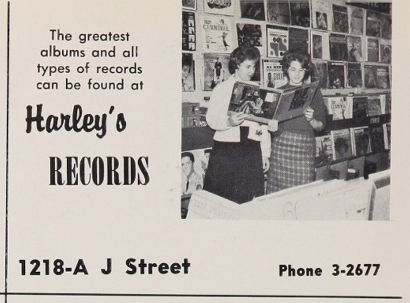 The greatest
albums and all
types of records
can be found at
Harley's
RECORDS
1218-A J Street
Phone 3-2677